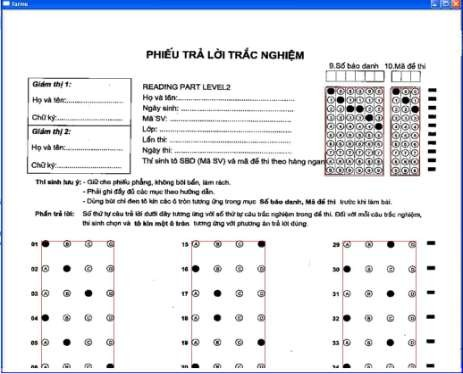 PHIẾU TRẢ LỜI TRẮC NGHIỆM
9.Số báo danh 10.Mã đề thi
Giám thị 1:
Họ và tên:
Chữ ký:
Giám thị 2:
Họ và tên:
Chữ ký:
READING PART LEVEL2
Họ và tên:
Ngày sinh:
Mã SV:
Lớp:
Lần thi:
Ngày thi:
Thí sinh tô SBD (Mã SV) và mã đề thi theo hàng ngang
Thí sinh lưu ý: - Giữ cho phiếu phẳng, không bôi bẩn, làm rách.
- Phải ghi đầy đủ các mục theo hướng dẫn.
- Dùng bút chì đen tô kín các ô tròn tương ứng trong mục Số báo danh, Mã đề thi trước khi làm bài.
Phần trả lời: Số thứ tự câu trả lời dưới đây tương ứng với số thứ tự câu trắc nghiệm trong đề thi. Đối với mỗi câu trắc nghiệm,
thí sinh chọn và tô kín một ô tròn tương ứng với phương án trả lời đúng.
01 B C D 15 A B C 29 A C D
02 A C D 16 A C D 30 A C D
03 A B D 17 A B D 31 A B D
04 B C D 18 B C D 32 B C D
05 A C D 19 A B C 33 A B D